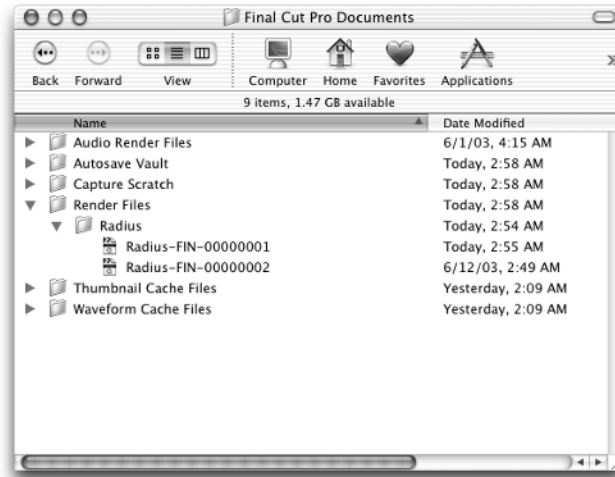 Final Cut Pro Documents
Back Forward View Computer Home Favorites Applications
9 items, 1.47 GB available
Name Date Modified
Audio Render Files 6/1/03, 4:15 AM
Autosave Vault Today, 2:58 AM
Capture Scratch Today, 2:58 AM
Render Files Today, 2:58 AM
Radius Today, 2:54 AM
Radius-FIN-00000001 Today, 2:55 AM
Radius-FIN-00000002 6/12/03, 2:49 AM
Thumbnail Cache Files Yesterday, 2:09 AM
Waveform Cache Files Yesterday, 2:09 AM